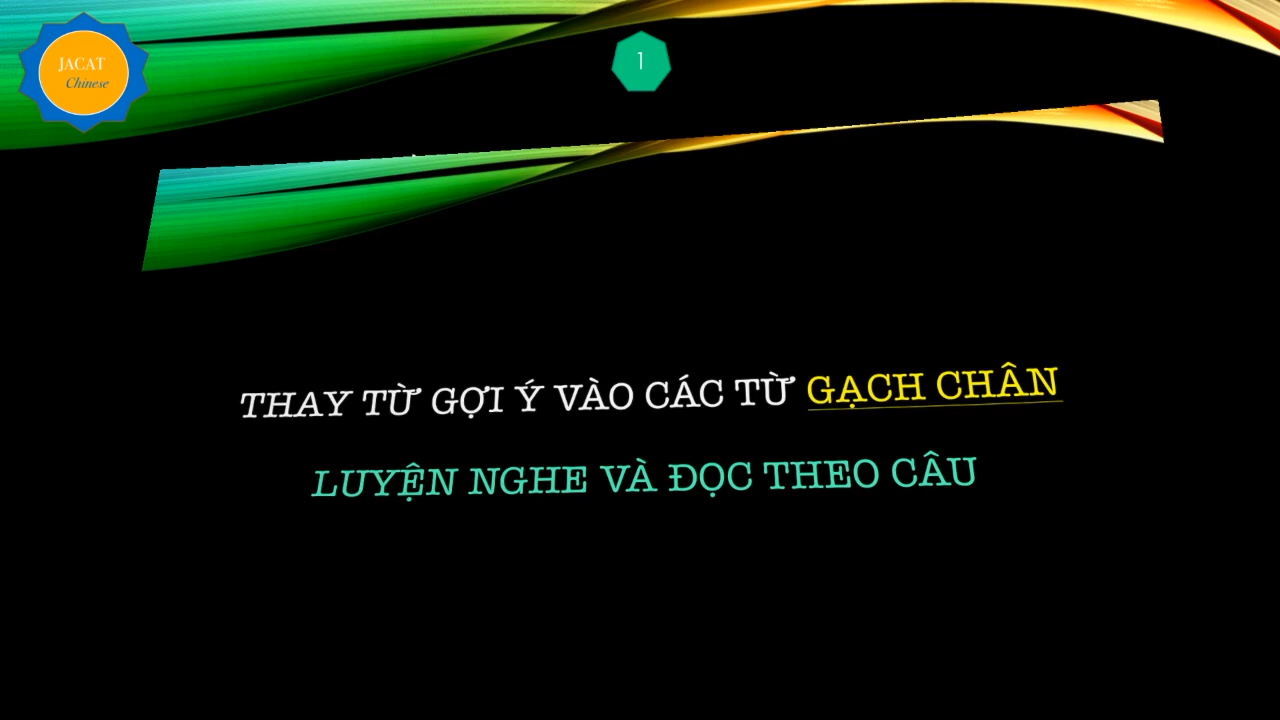 JACAT
Chinese
1
THAY TỪ GỢI Ý VÀO CÁC TỪ GẠCH CHÂN
LUYỆN NGHE VÀ ĐỌC THEO CÂU